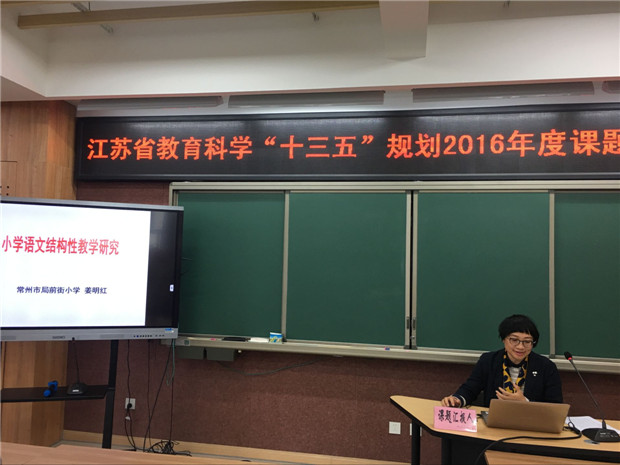 江苏省教育科学“十三五”规划2016年度课题
小学语文结构性教学研究
常州市局前街小学 姜明红
课题汇报人